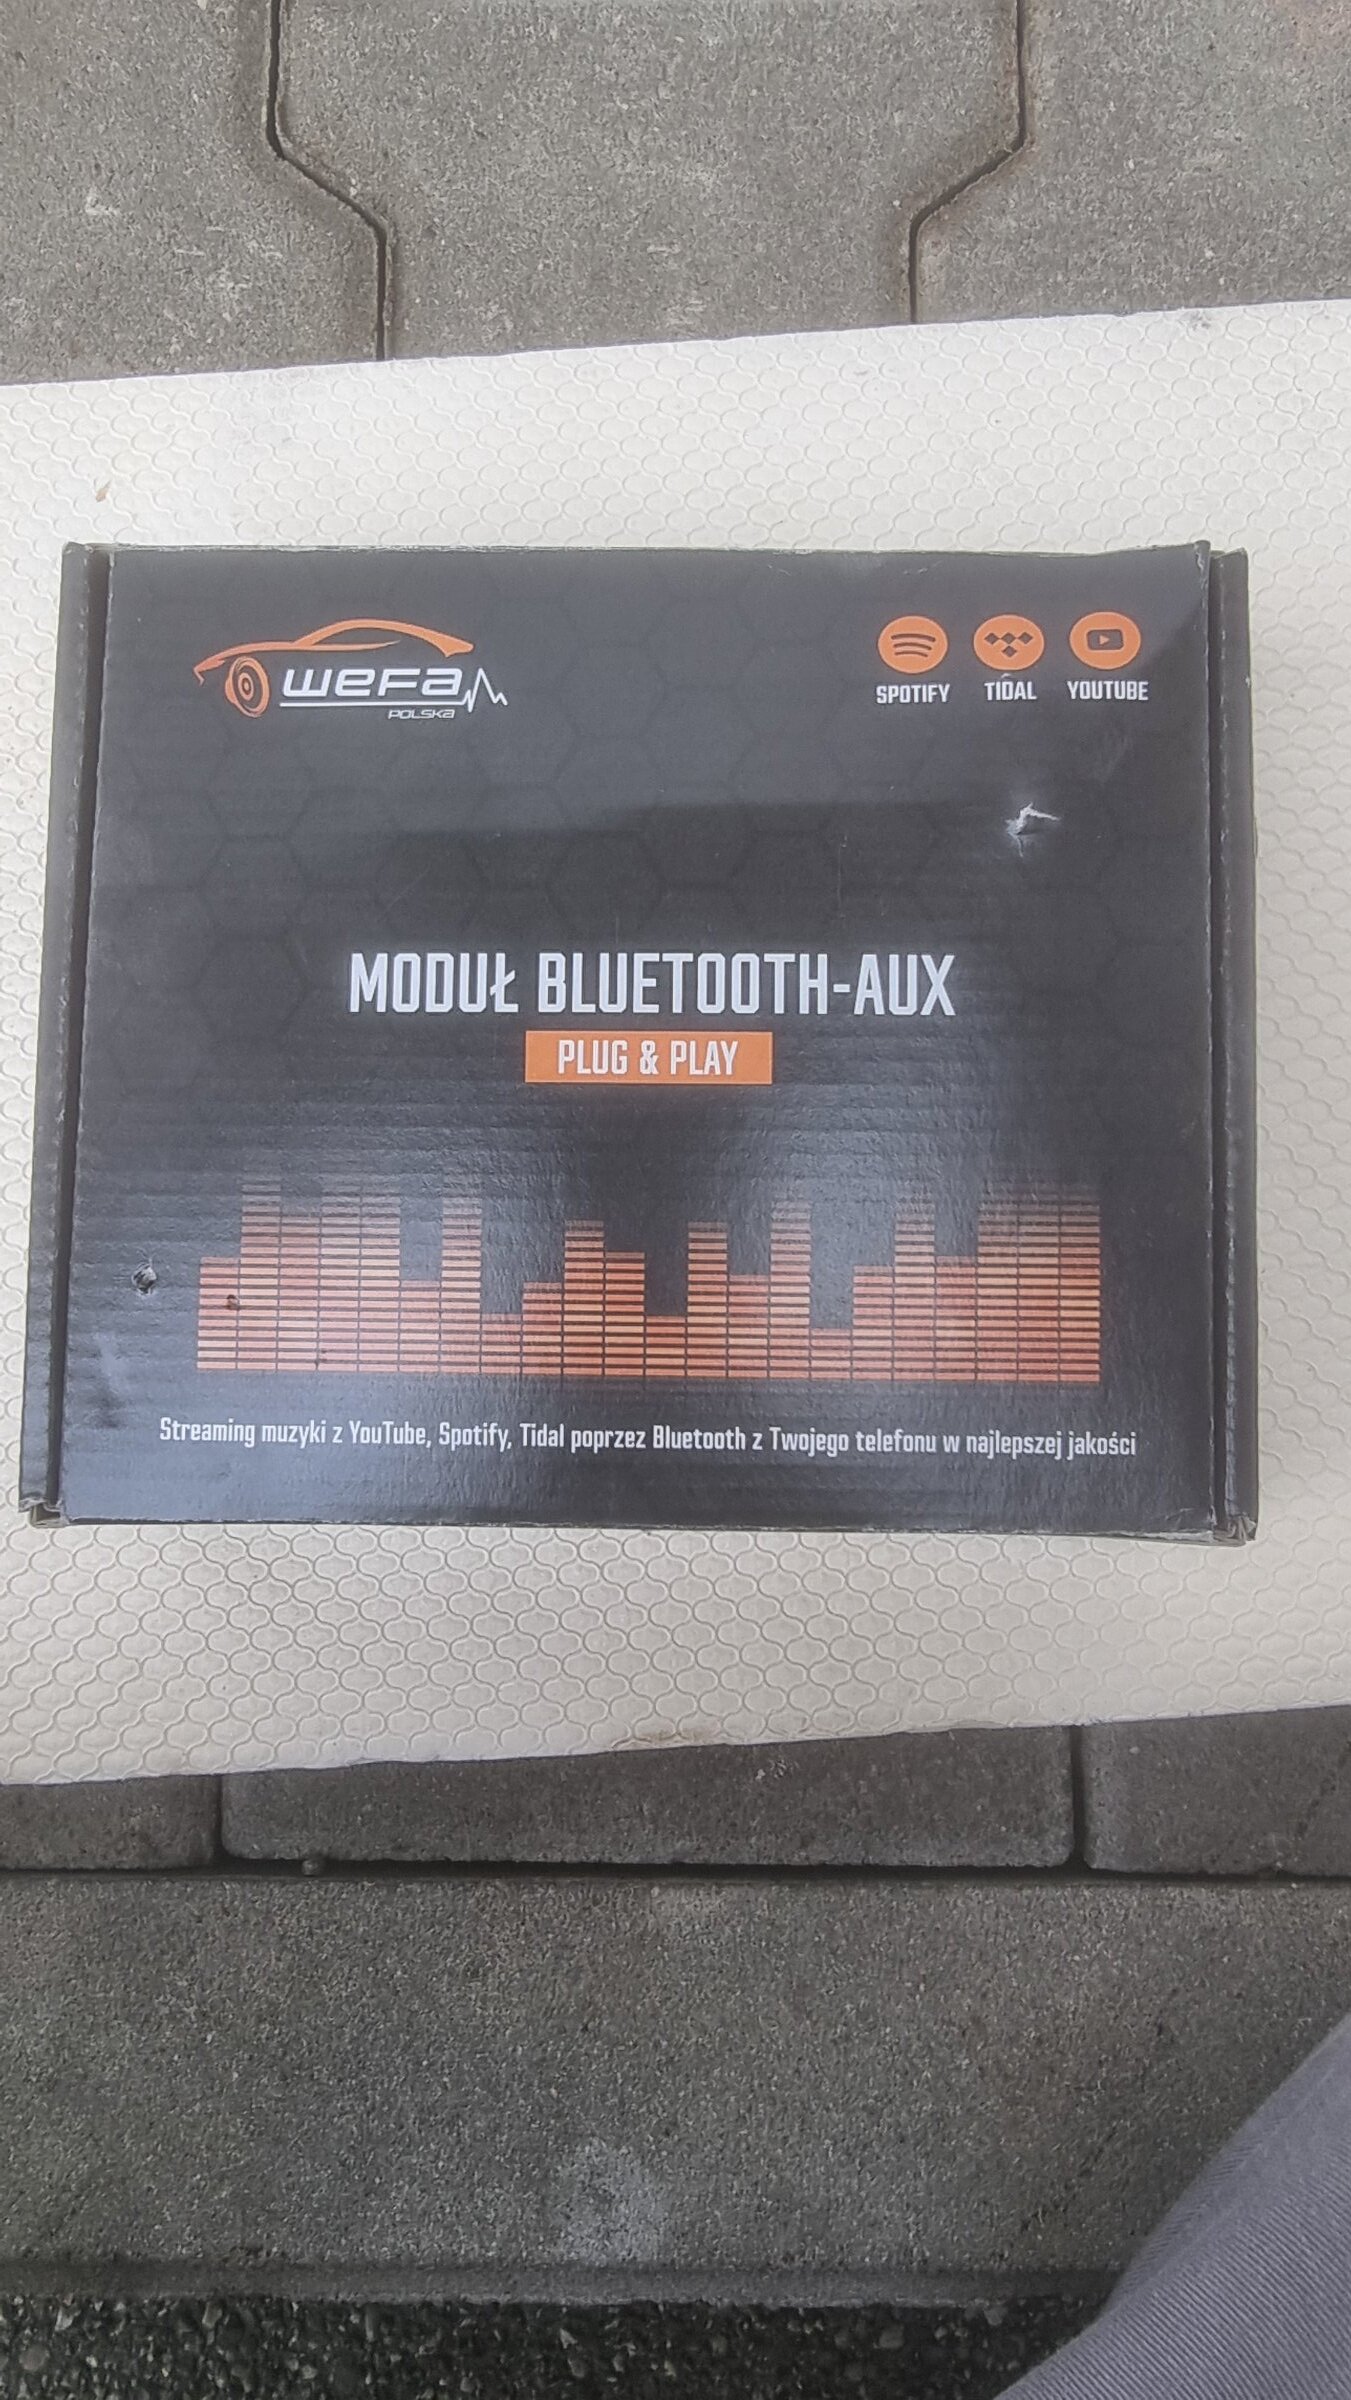 wefa
POLSKA
SPOTIFY TIDAL YOUTUBE
MODUŁ BLUETOOTH-AUX
PLUG & PLAY
Streaming muzyki z YouTube, Spotify, Tidal poprzez Bluetooth z Twojego telefonu w najlepszej jakości